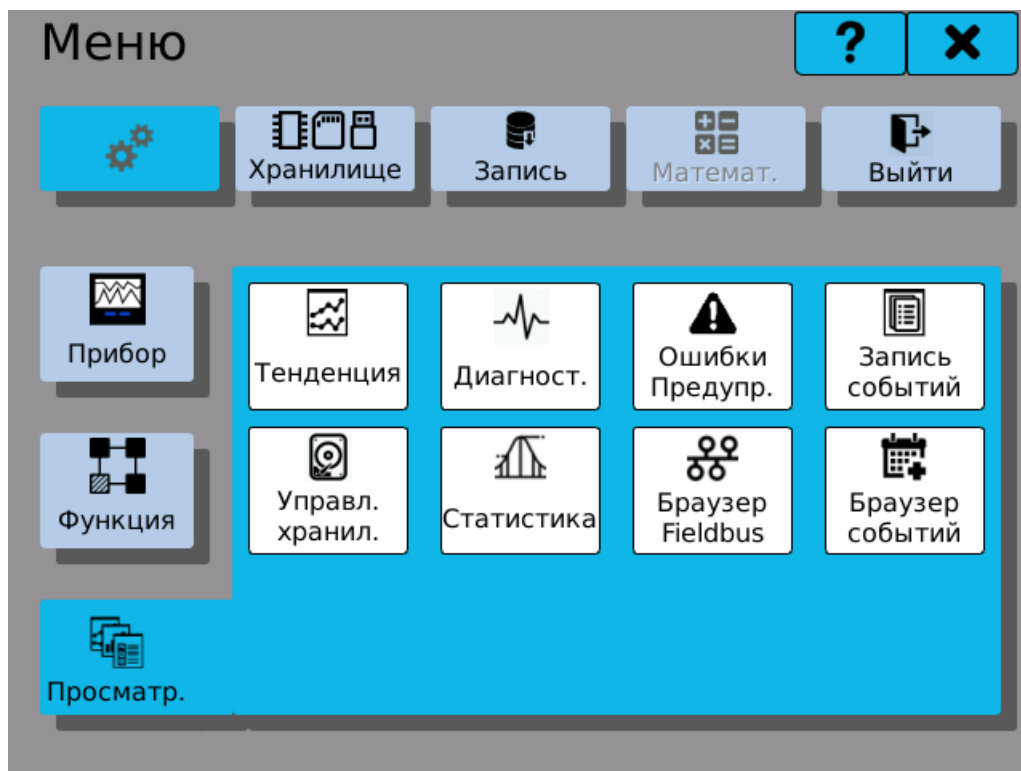 Меню
?
Хранилище
Запись
Математ.
Выйти
Прибор
Тенденция
Диагност.
Ошибки
Предупр.
Запись
событий
Функция
Управл.
хранил.
Статистика
Браузер
Fieldbus
Браузер
событий
Просматр.